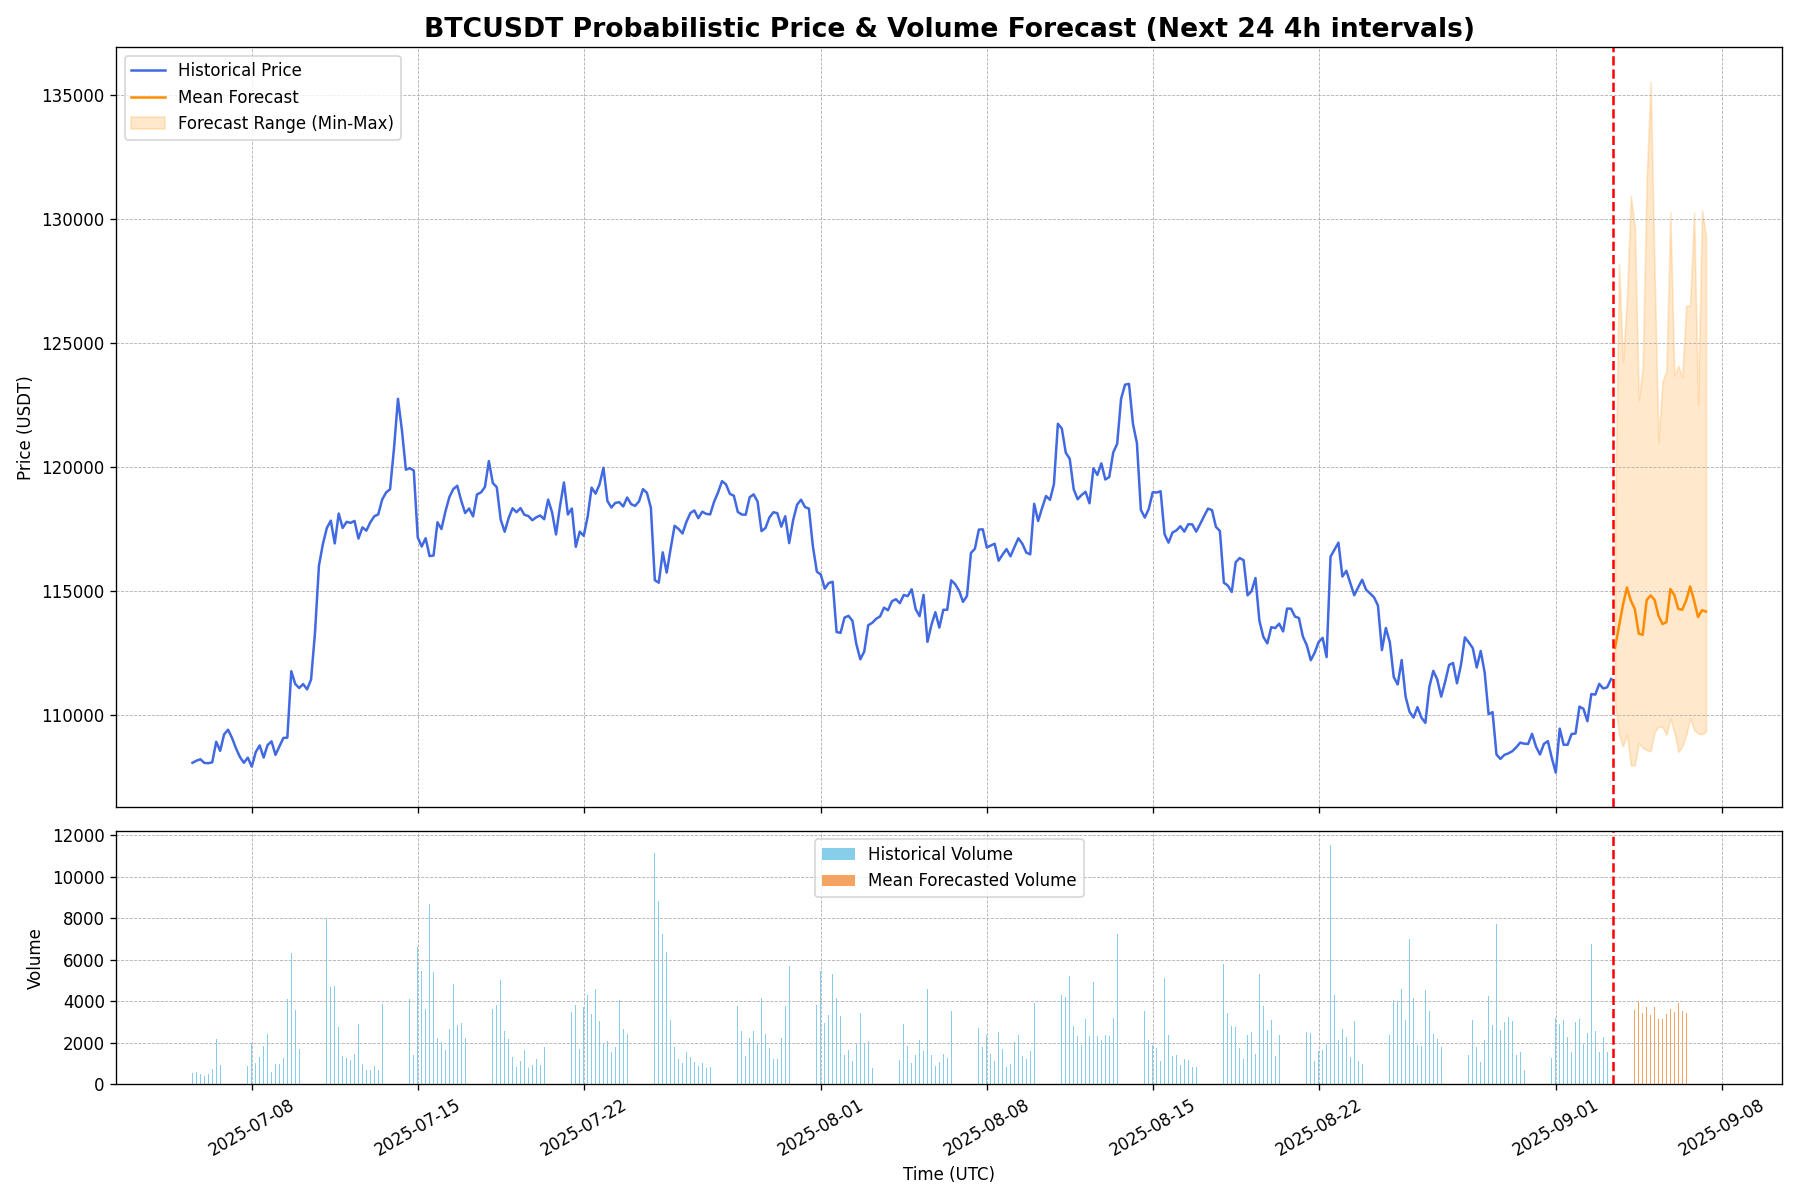 BTCUSDT Probabilistic Price & Volume Forecast (Next 24 4h intervals)
Historical Price
Mean Forecast
Forecast Range (Min-Max)
135000
130000
125000
120000
115000
110000
Price (USDT)
Historical Volume
Mean Forecasted Volume
12000
10000
8000
6000
4000
2000
0
Volume
2025-07-08
2025-07-15
2025-07-22
2025-08-01
2025-08-08
2025-08-15
2025-08-22
2025-09-01
2025-09-08
Time (UTC)